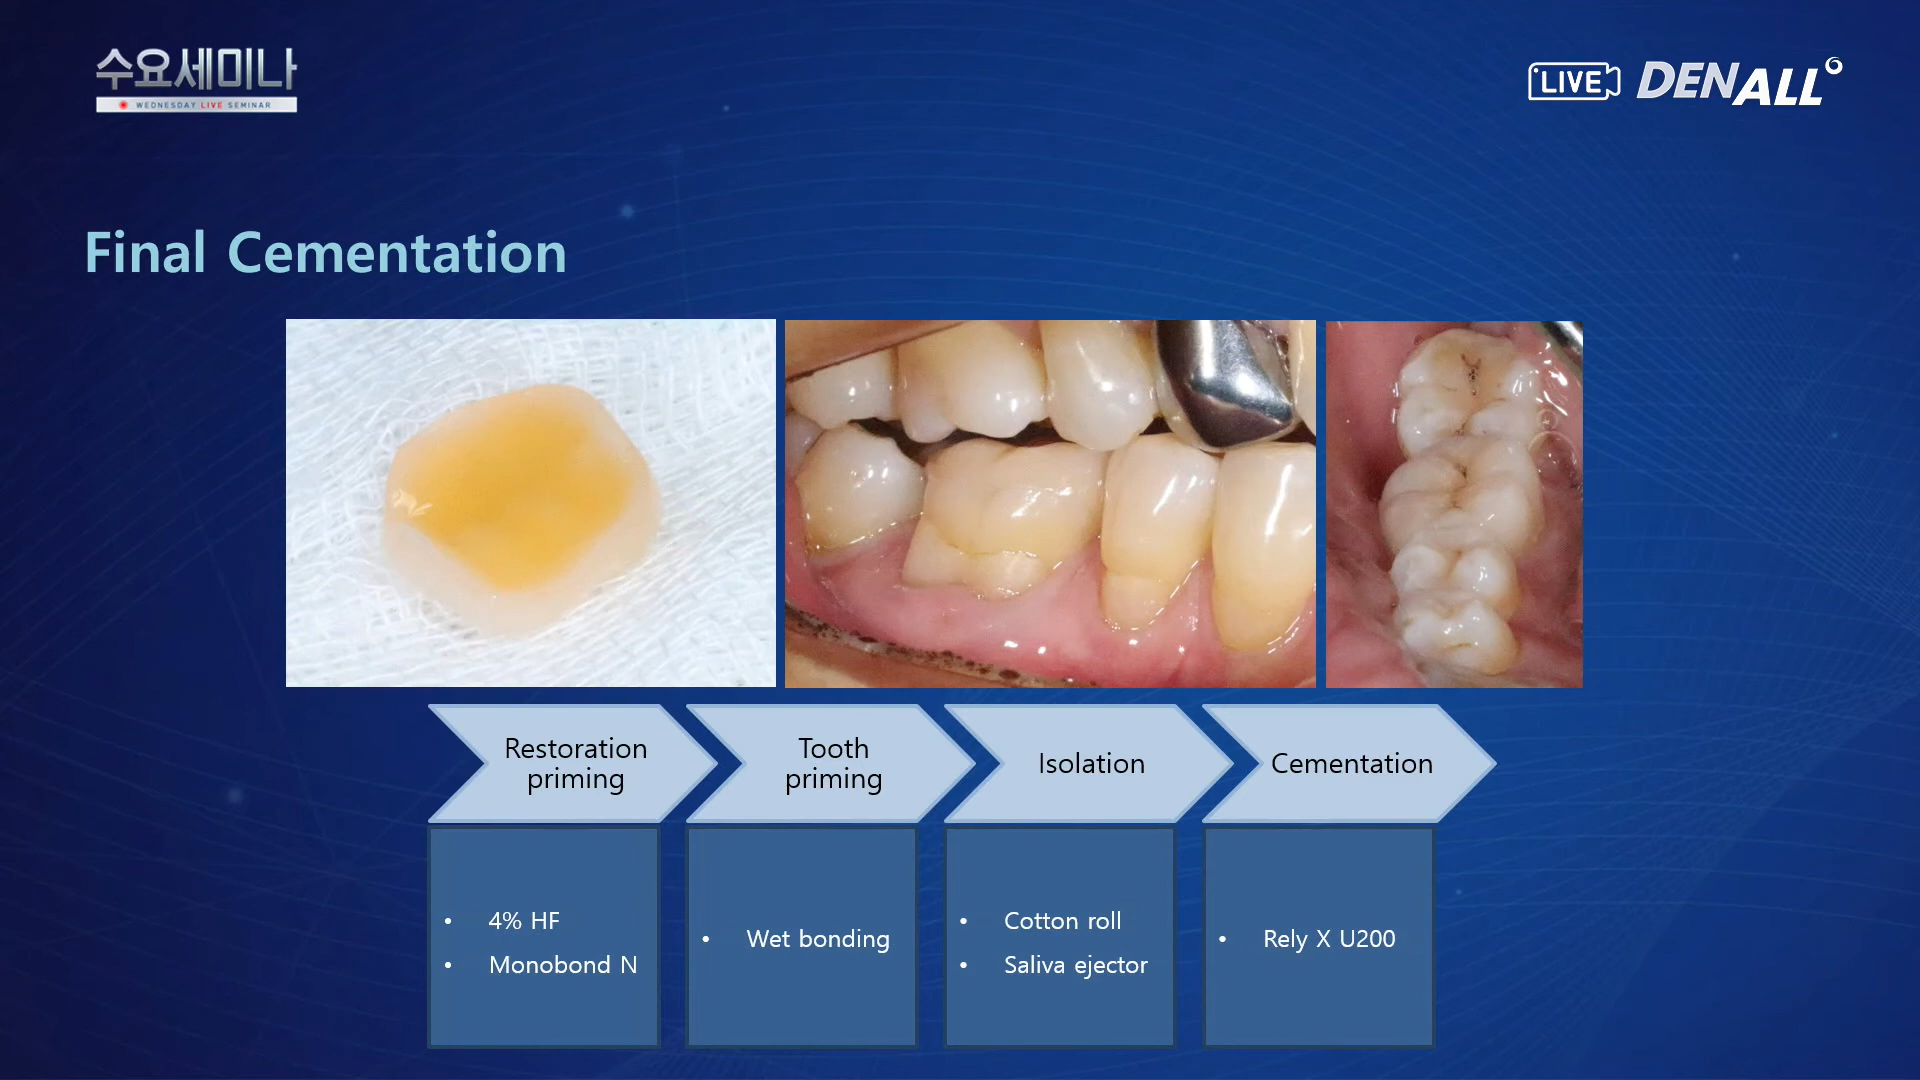 수요세미나
WEDNESDAY LIVE SEMINAR
LIVE DENALL
Final Cementation
Restoration
priming
Tooth
priming
Isolation
Cementation
• 4% HF
• Monobond N
• Wet bonding
• Cotton roll
• Saliva ejector
• Rely X U200